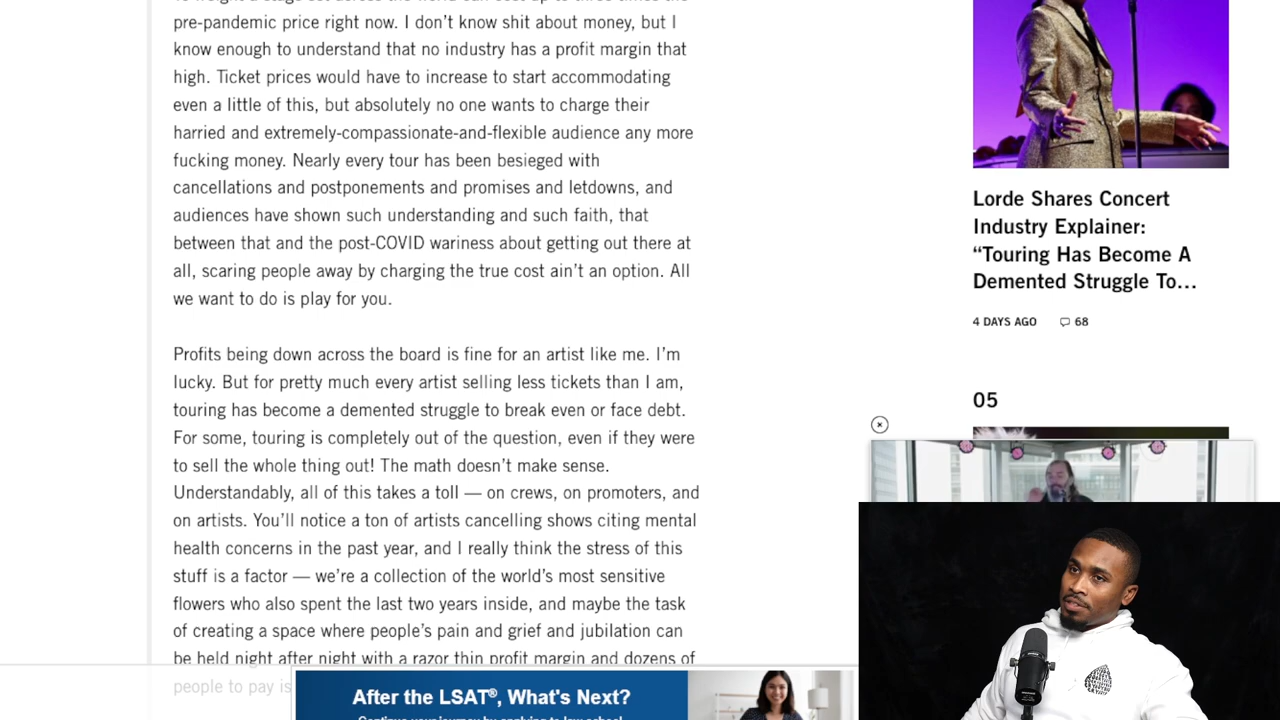 pre-pandemic price right now. I don't know shit about money, but I
know enough to understand that no industry has a profit margin that
high. Ticket prices would have to increase to start accommodating
even a little of this, but absolutely no one wants to charge their
harried and extremely-compassionate-and-flexible audience any more
fucking money. Nearly every tour has been besieged with
cancellations and postponements and promises and letdowns, and
audiences have shown such understanding and such faith, that
between that and the post-COVID wariness about getting out there at
all, scaring people away by charging the true cost ain't an option. All
we want to do is play for you.
Profits being down across the board is fine for an artist like me. I'm
lucky. But for pretty much every artist selling less tickets than I am,
touring has become a demented struggle to break even or face debt.
For some, touring is completely out of the question, even if they were
to sell the whole thing out! The math doesn't make sense.
Understandably, all of this takes a toll — on crews, on promoters, and
on artists. You'll notice a ton of artists cancelling shows citing mental
health concerns in the past year, and I really think the stress of this
stuff is a factor — we're a collection of the world's most sensitive
flowers who also spent the last two years inside, and maybe the task
of creating a space where people's pain and grief and jubilation can
be held night after night with a razor thin profit margin and dozens of
people to pay is
Lorde Shares Concert
Industry Explainer:
“Touring Has Become A
Demented Struggle To…
4 DAYS AGO 68
05
After the LSAT®, What's Next?